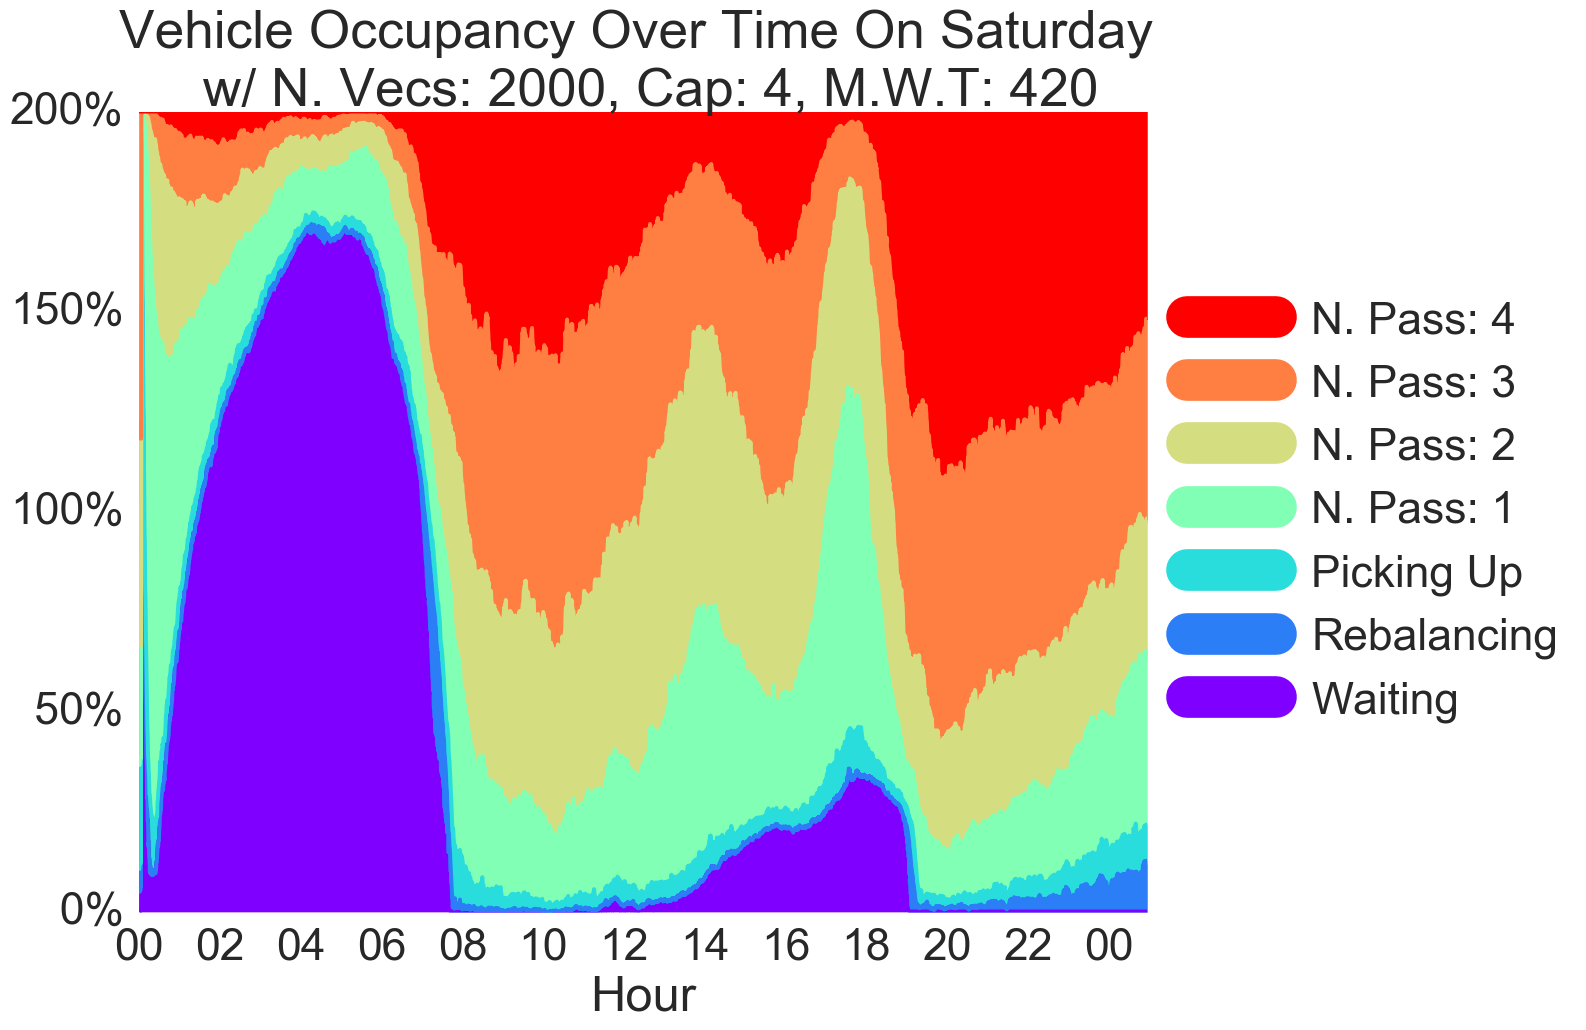 Vehicle Occupancy Over Time On Saturday
w/ N. Vecs: 2000, Cap: 4, M.W.T: 420
200%
150%
100%
50%
0%
00 02 04 06 08 10 12 14 16 18 20 22 00
Hour
N. Pass: 4
N. Pass: 3
N. Pass: 2
N. Pass: 1
Picking Up
Rebalancing
Waiting